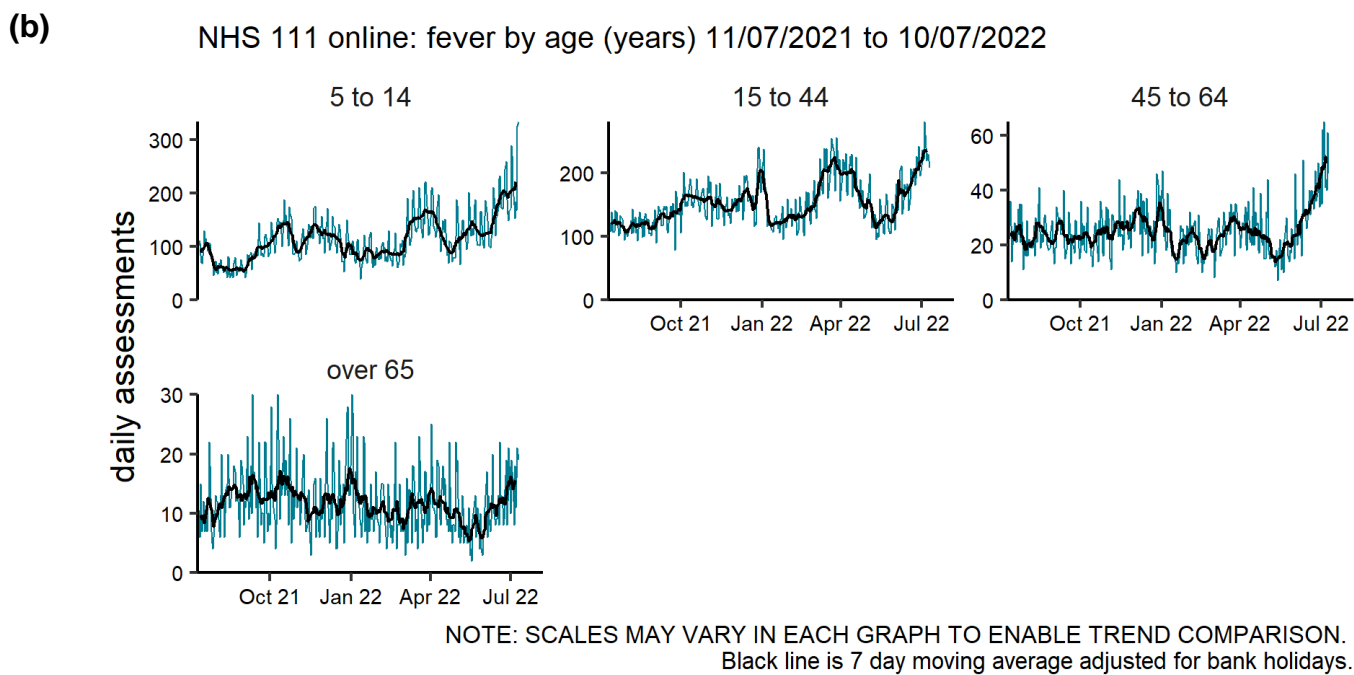 (b)
NHS 111 online: fever by age (years) 11/07/2021 to 10/07/2022
daily assessments
5 to 14
300
200
100
0
15 to 44
200
100
0
Oct 21 Jan 22 Apr 22 Jul 22
45 to 64
60
40
20
0
Oct 21 Jan 22 Apr 22 Jul 22
over 65
30
20
10
0
Oct 21 Jan 22 Apr 22 Jul 22
NOTE: SCALES MAY VARY IN EACH GRAPH TO ENABLE TREND COMPARISON.
Black line is 7 day moving average adjusted for bank holidays.